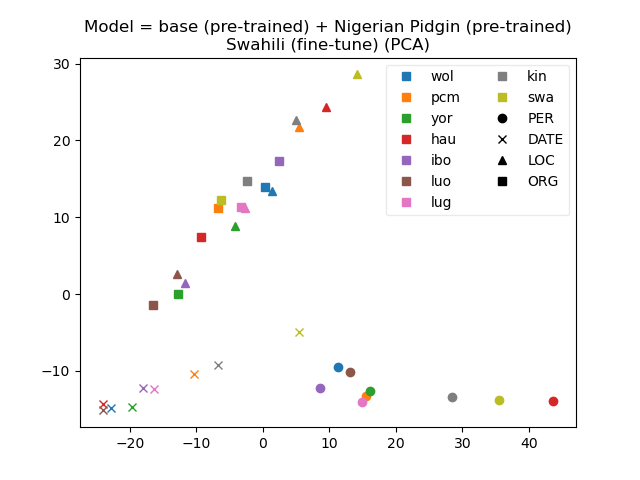 Model = base (pre-trained) + Nigerian Pidgin (pre-trained)
Swahili (fine-tune) (PCA)
30
20
10
0
−10
−20
−10
0
10
20
30
40
wol
pcm
yor
hau
ibo
luo
lug
kin
swa
PER
DATE
LOC
ORG